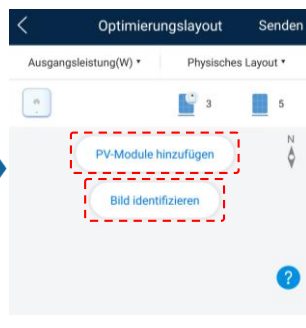 Optimierungslayout Senden
Ausgangsleistung(W) Physisches Layout
3 5
PV-Module hinzufügen
N
Bild identifizieren
?